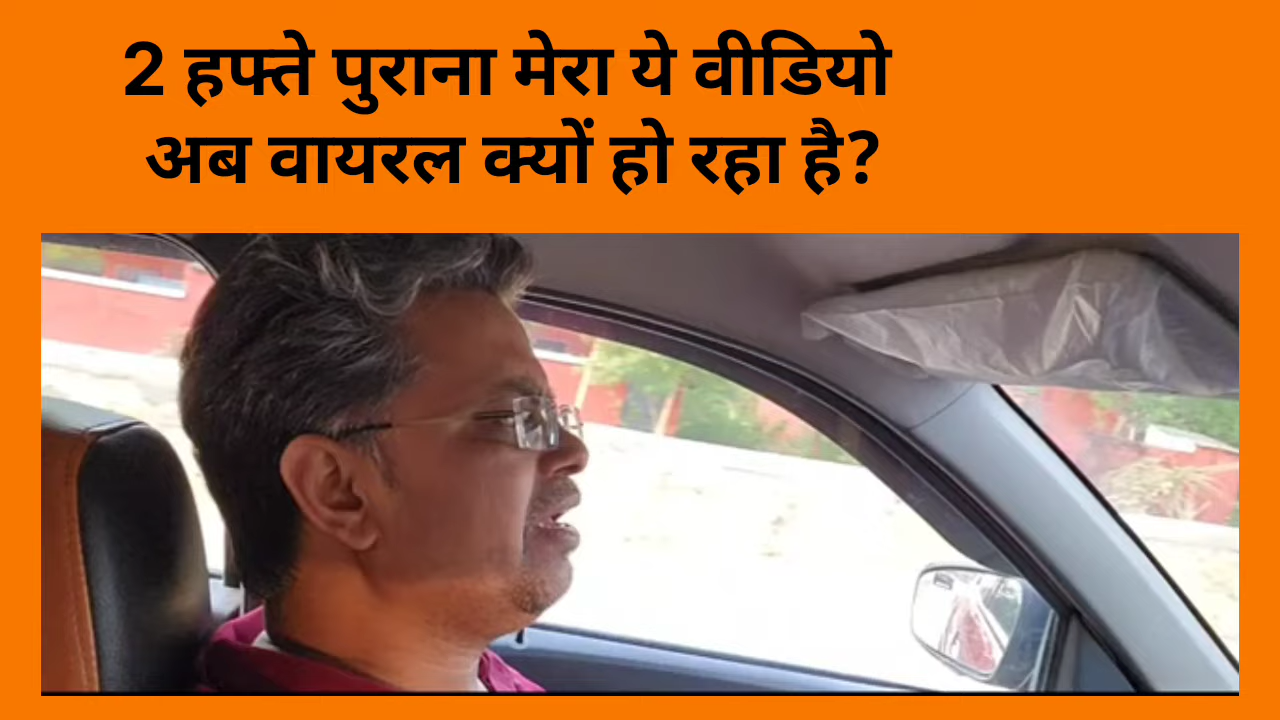 2 हफ्ते पुराना मेरा ये वीडियो
अब वायरल क्यों हो रहा है?